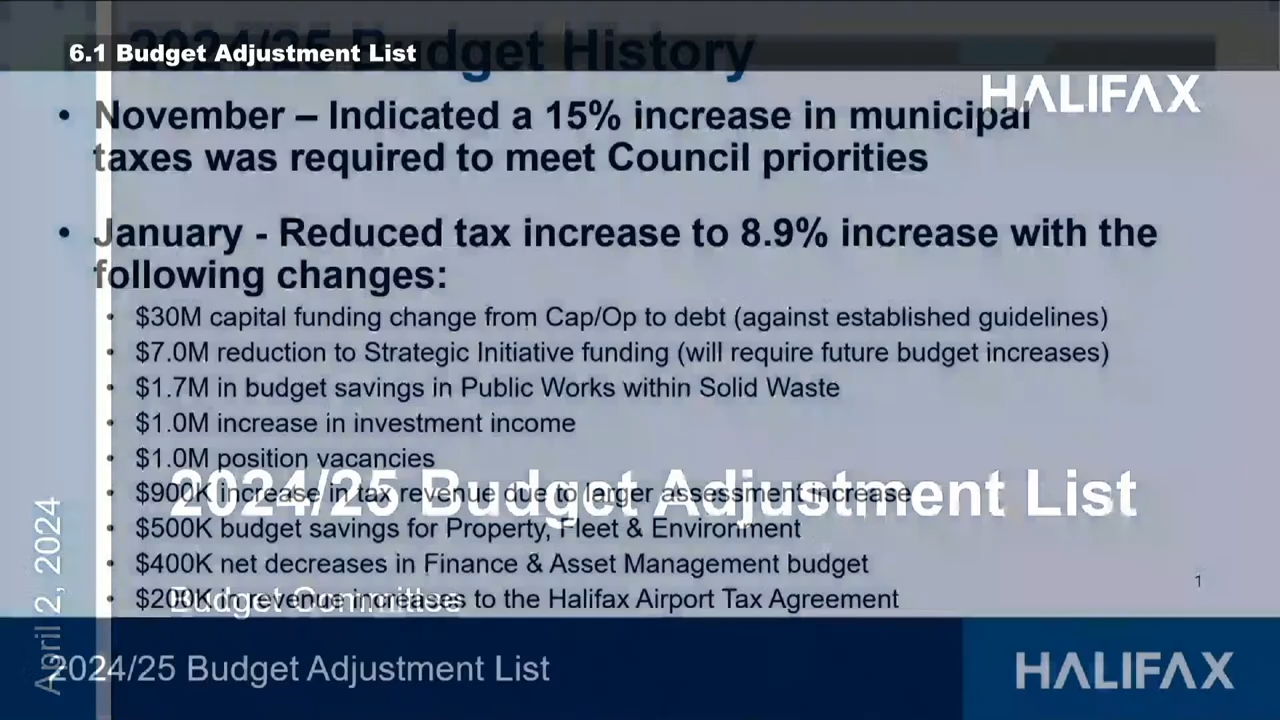 2024/25 Budget History
6.1 Budget Adjustment List
HALIFAX
• November – Indicated a 15% increase in municipal
taxes was required to meet Council priorities
• January - Reduced tax increase to 8.9% increase with the
following changes:
• $30M capital funding change from Cap/Op to debt (against established guidelines)
• $7.0M reduction to Strategic Initiative funding (will require future budget increases)
• $1.7M in budget savings in Public Works within Solid Waste
• $1.0M increase in investment income
• $1.0M position vacancies
2024/25 Budget Adjustment List
• $900K increase in tax revenue due to larger assessment increase
• $500K budget savings for Property, Fleet & Environment
• $400K net decreases in Finance & Asset Management budget
1
• $200K in revenue increases to the Halifax Airport Tax Agreement
Budget Committee
April 2, 2024
2024/25 Budget Adjustment List
HALIFAX